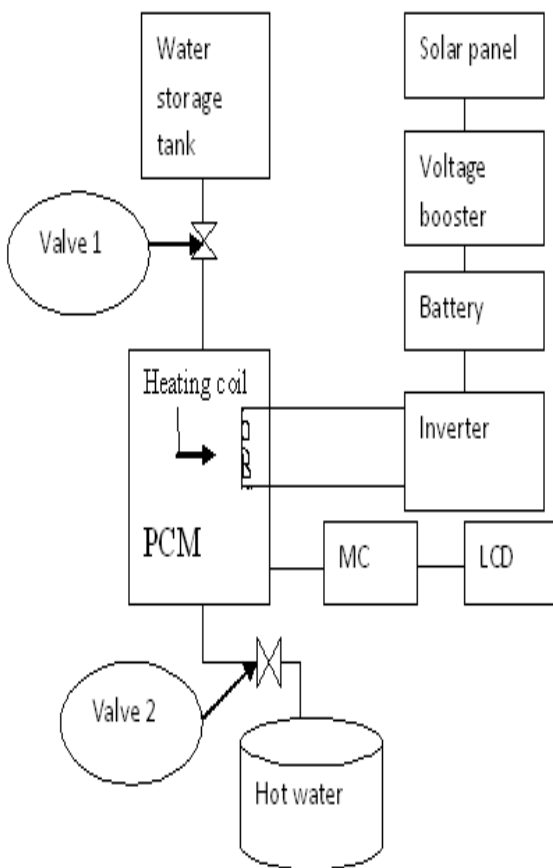 Water
storage
tank
Solar panel
Voltage
booster
Valve 1
Battery
Heating coil
Inverter
PCM
MC
LCD
Valve 2
Hot water